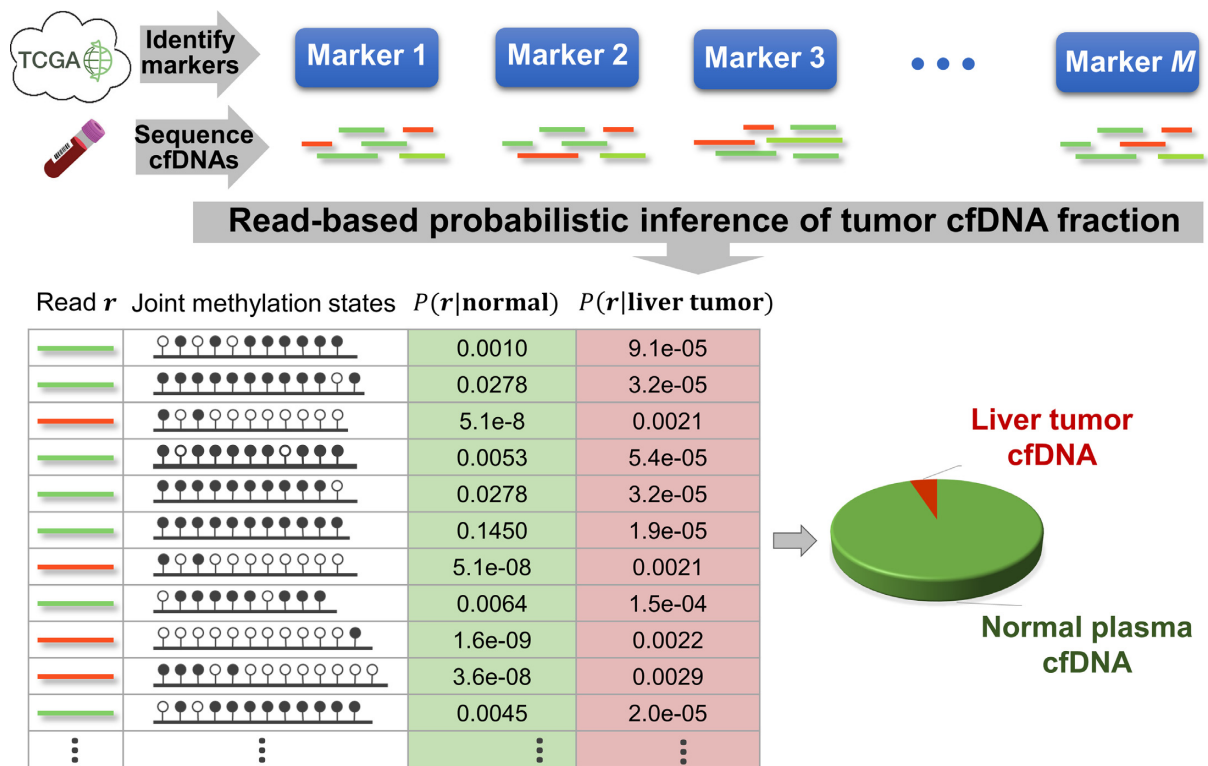 TCGA
Identify
markers
Marker 1
Marker 2
Marker 3
Marker M
Sequence
cfDNAs
Read-based probabilistic inference of tumor cfDNA fraction
Read r Joint methylation states P(r|normal) P(r|liver tumor)
0.0010 9.1e-05
0.0278 3.2e-05
5.1e-8 0.0021
0.0053 5.4e-05
0.0278 3.2e-05
0.1450 1.9e-05
5.1e-08 0.0021
0.0064 1.5e-04
1.6e-09 0.0022
3.6e-08 0.0029
0.0045 2.0e-05
Liver tumor
cfDNA
Normal plasma
cfDNA